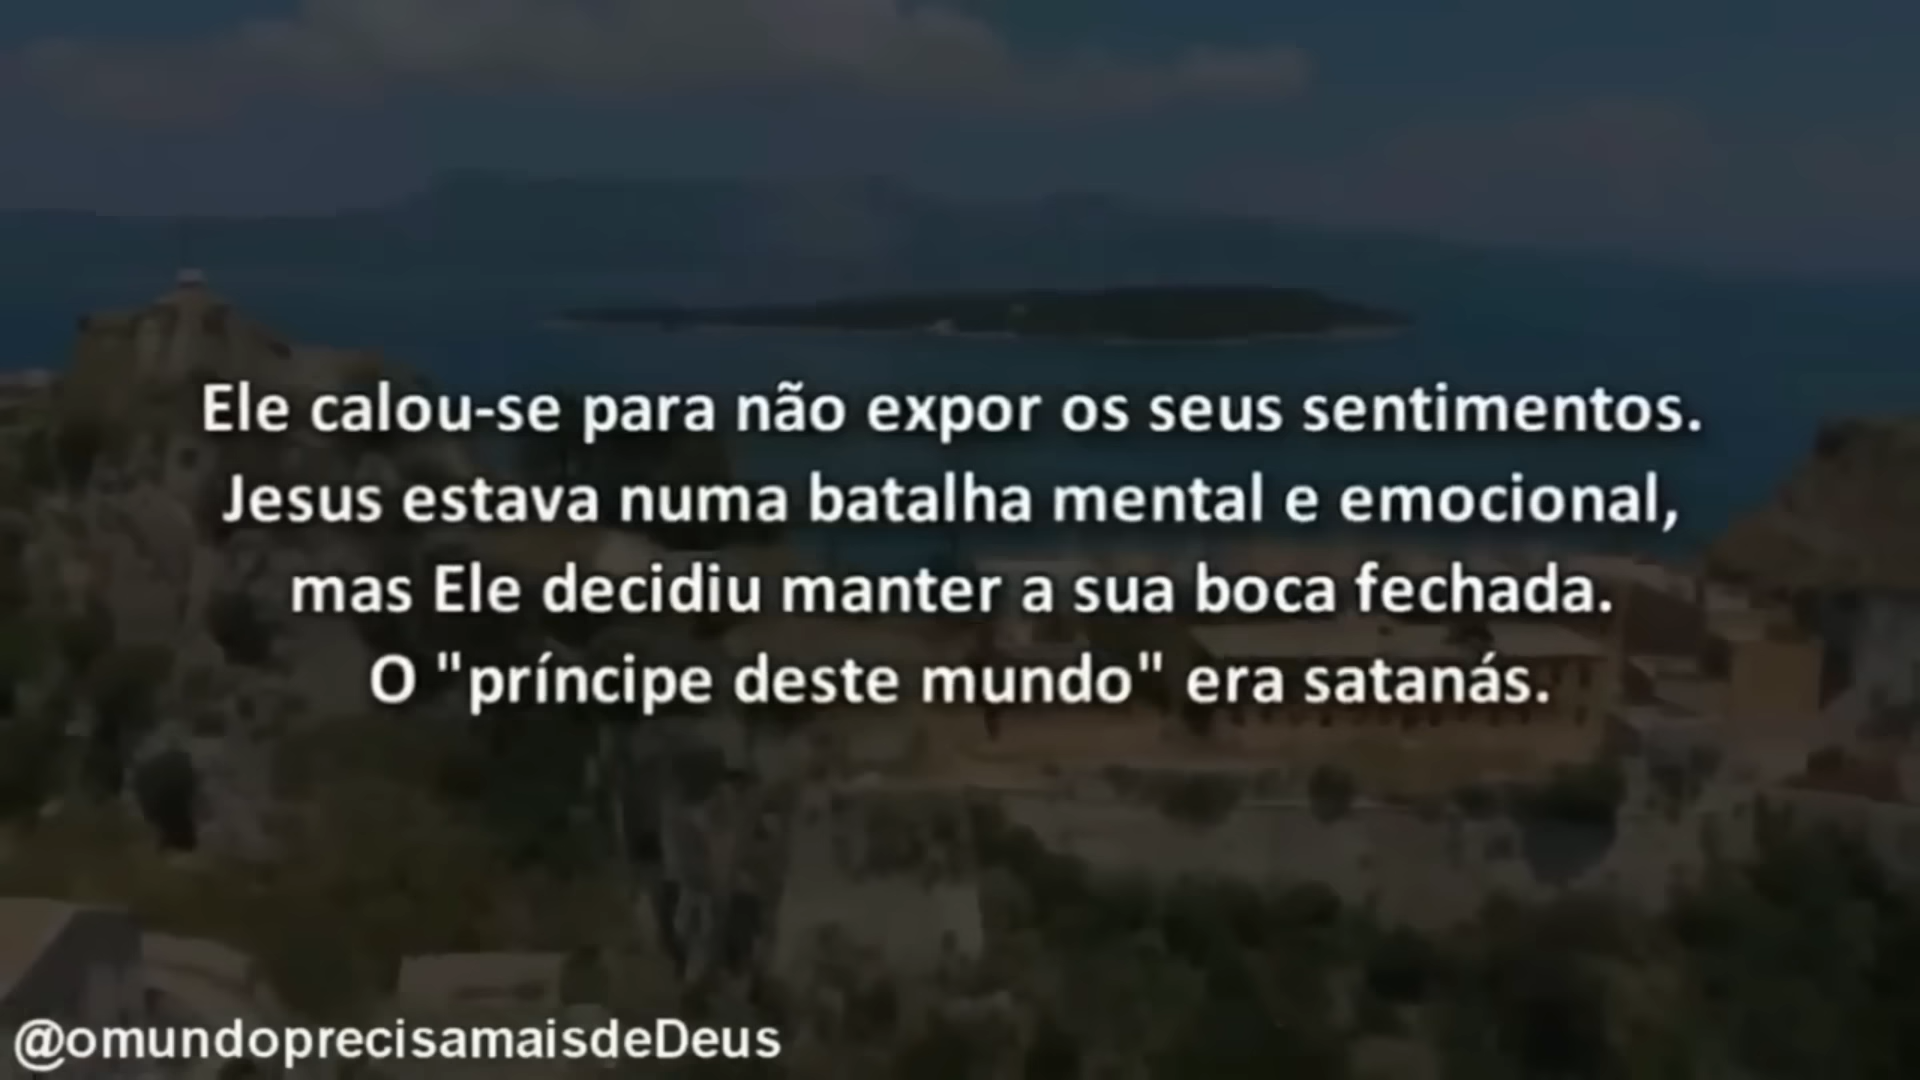 Ele calou-se para não expor os seus sentimentos.
Jesus estava numa batalha mental e emocional,
mas Ele decidiu manter a sua boca fechada.
O "príncipe deste mundo" era satanás.
@omundoprecisamaisdeDeus